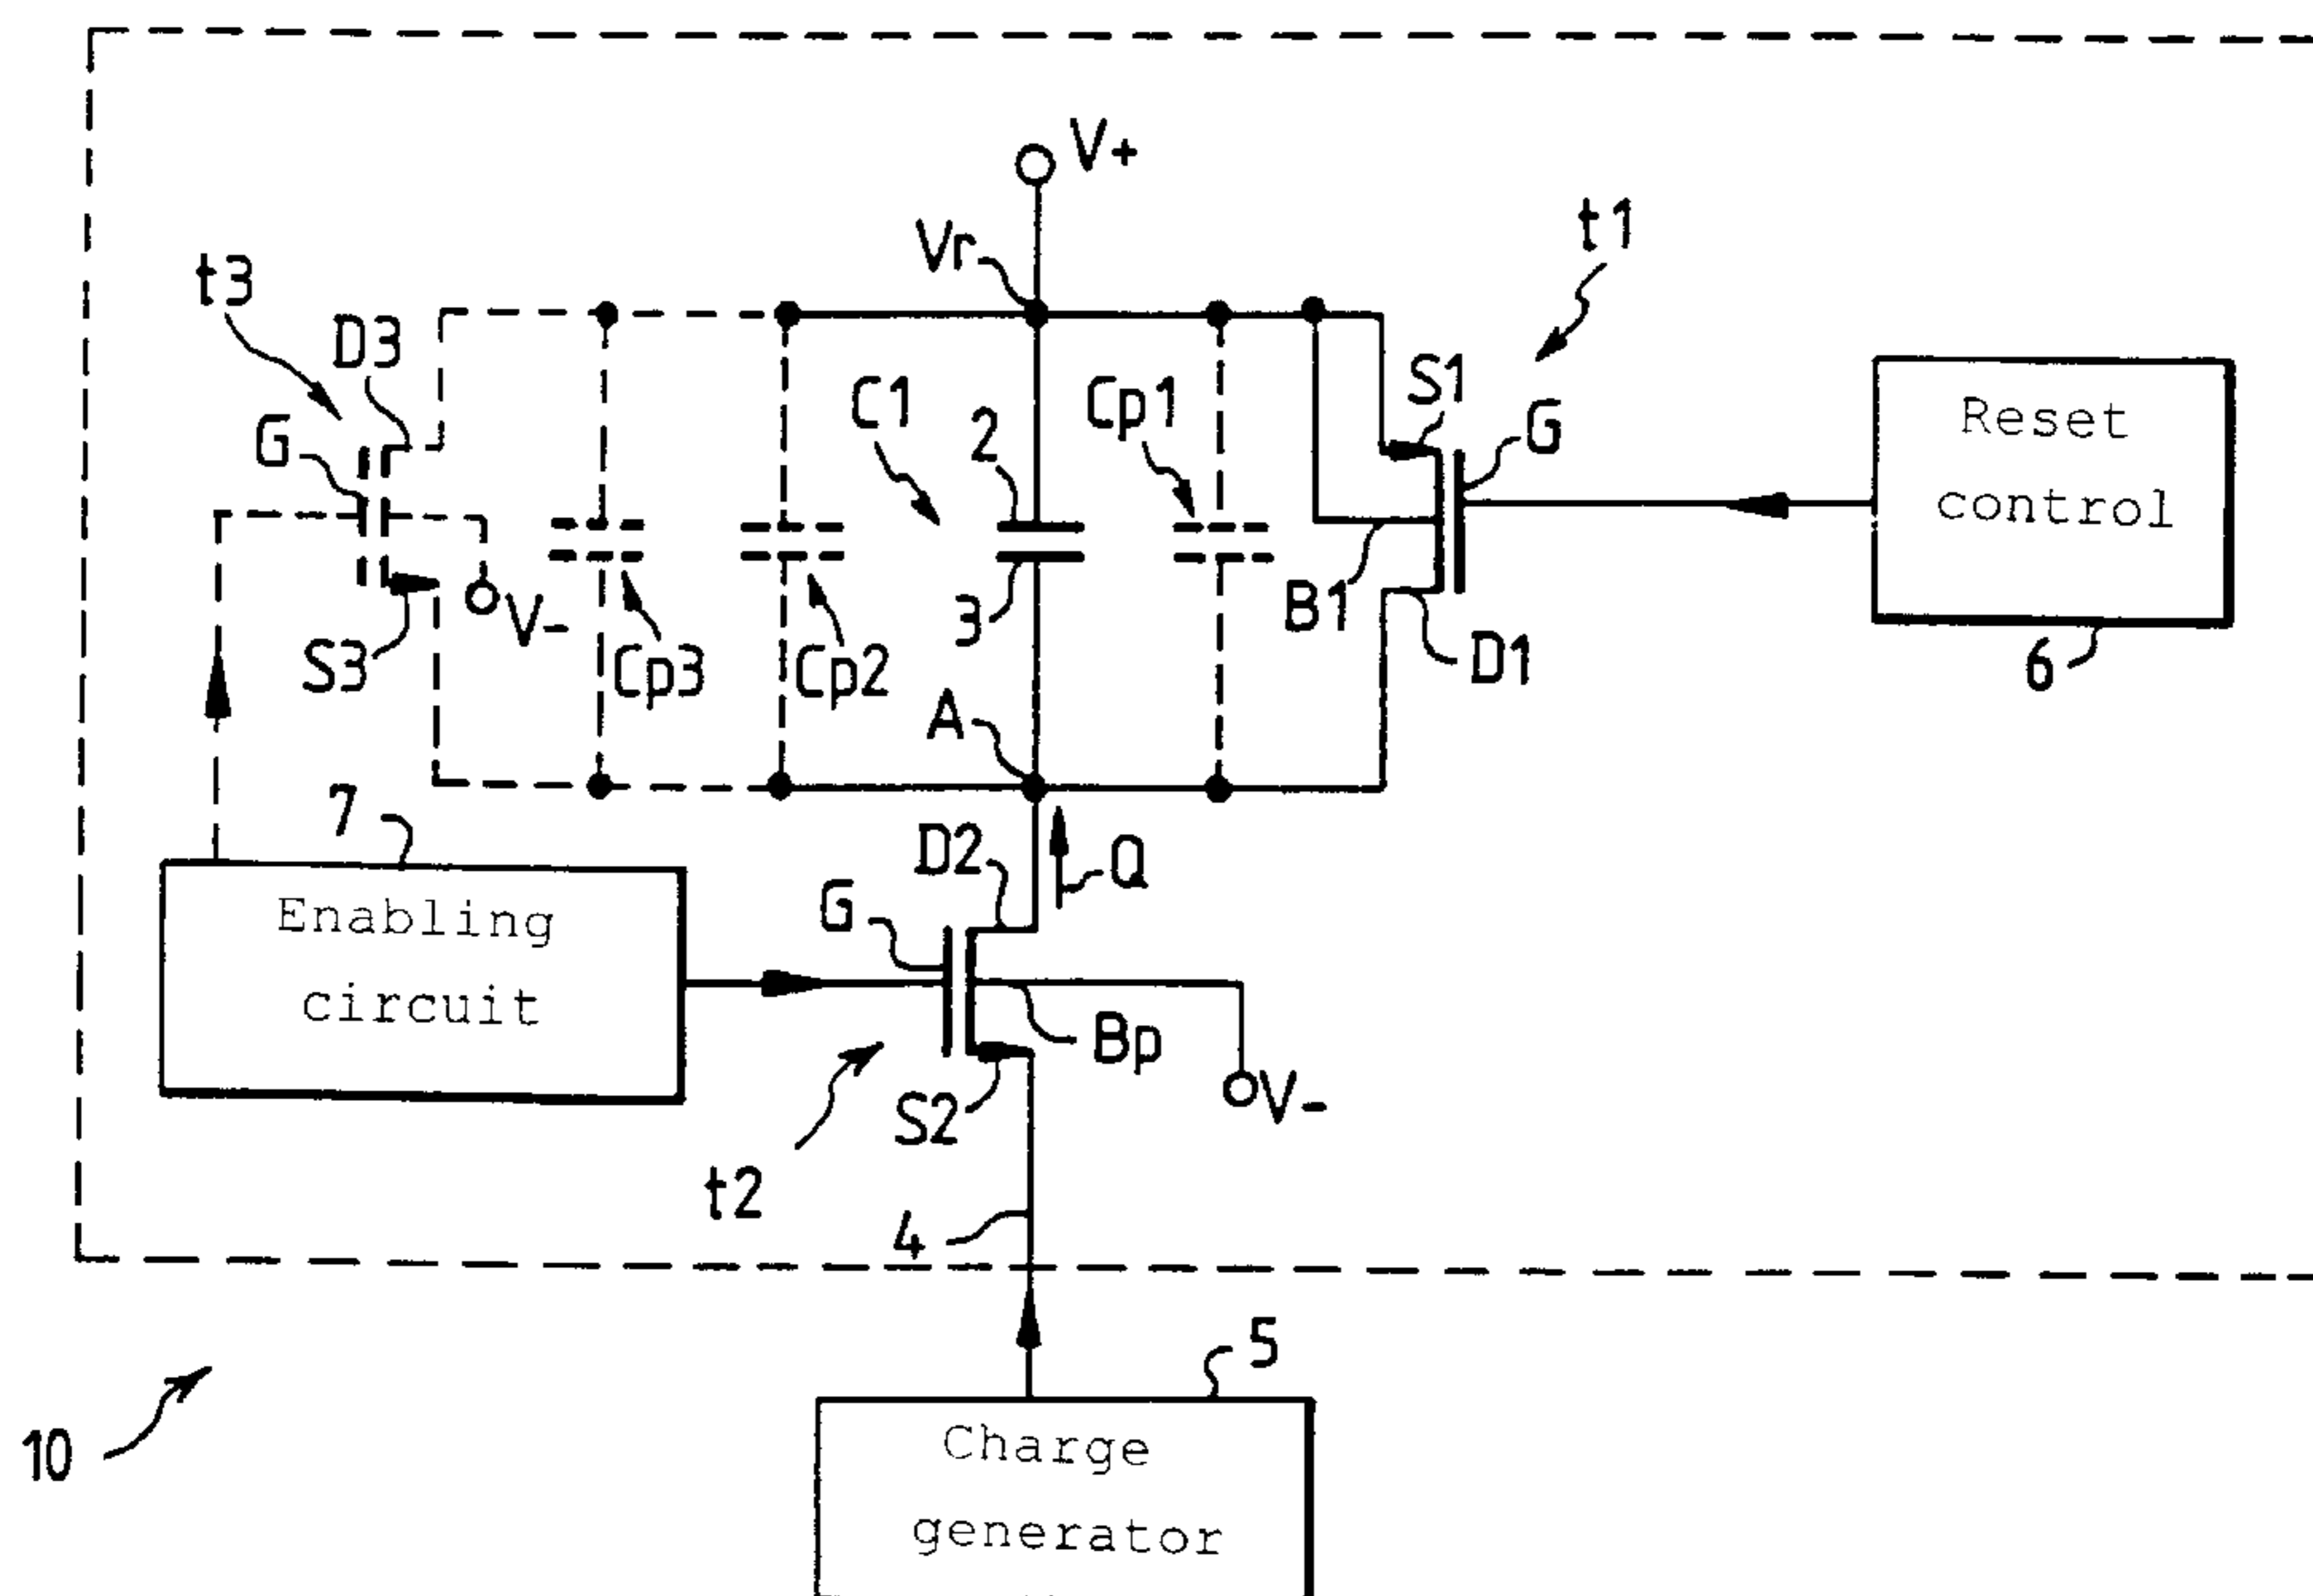 V+
Vr
t1
t3
D3
C1
Cp1
S1
G
2
G
Reset
control
3
B1
V-
S3
Cp3
Cp2
D1
6
A
7
D2
Q
G
Enabling
circuit
Bp
S2
V-
t2
4
5
10
Charge
generator